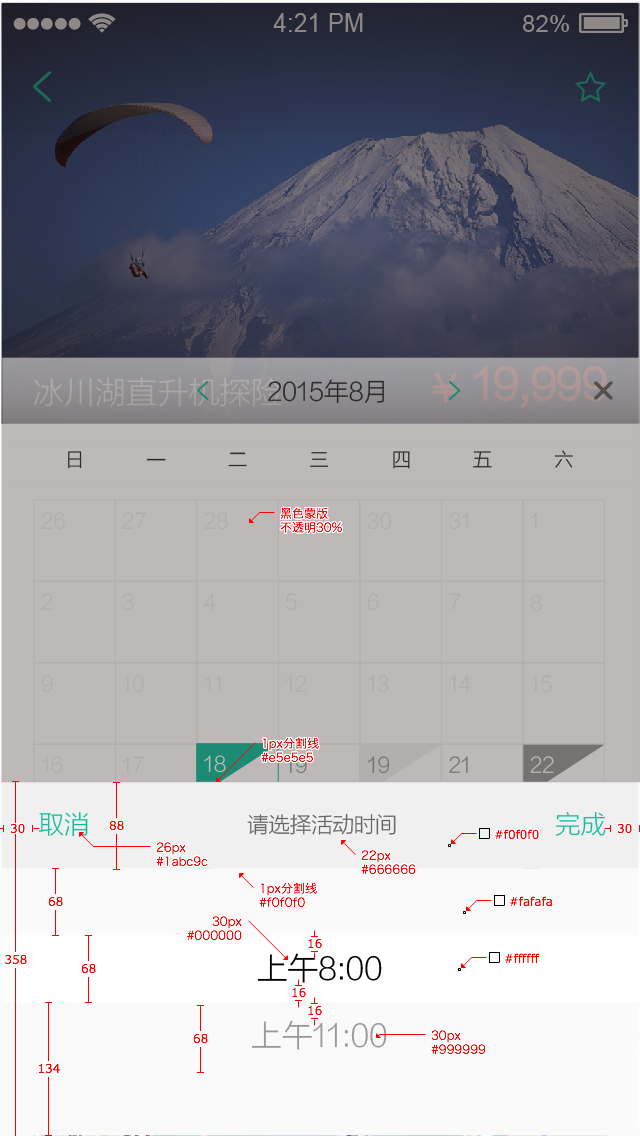 4:21 PM 82%
冰川湖直升机探险 2015年8月 ¥19,999
日 一 二 三 四 五 六
26 27 28 30 31 1
黑色蒙版
不透明30%
2 3 4 5 6 7 8
9 10 11 12 13 14 15
1px分割线
#e5e5e5
16 17 18 19 19 21 22
取消 请选择活动时间 完成
30 88 30
#f0f0f0
26px
#1abc9c
22px
#666666
1px分割线
#f0f0f0
68
#fafafa
30px
#000000
16
358
68
#ffffff
上午8:00
16
16
上午11:00
68
30px
#999999
134